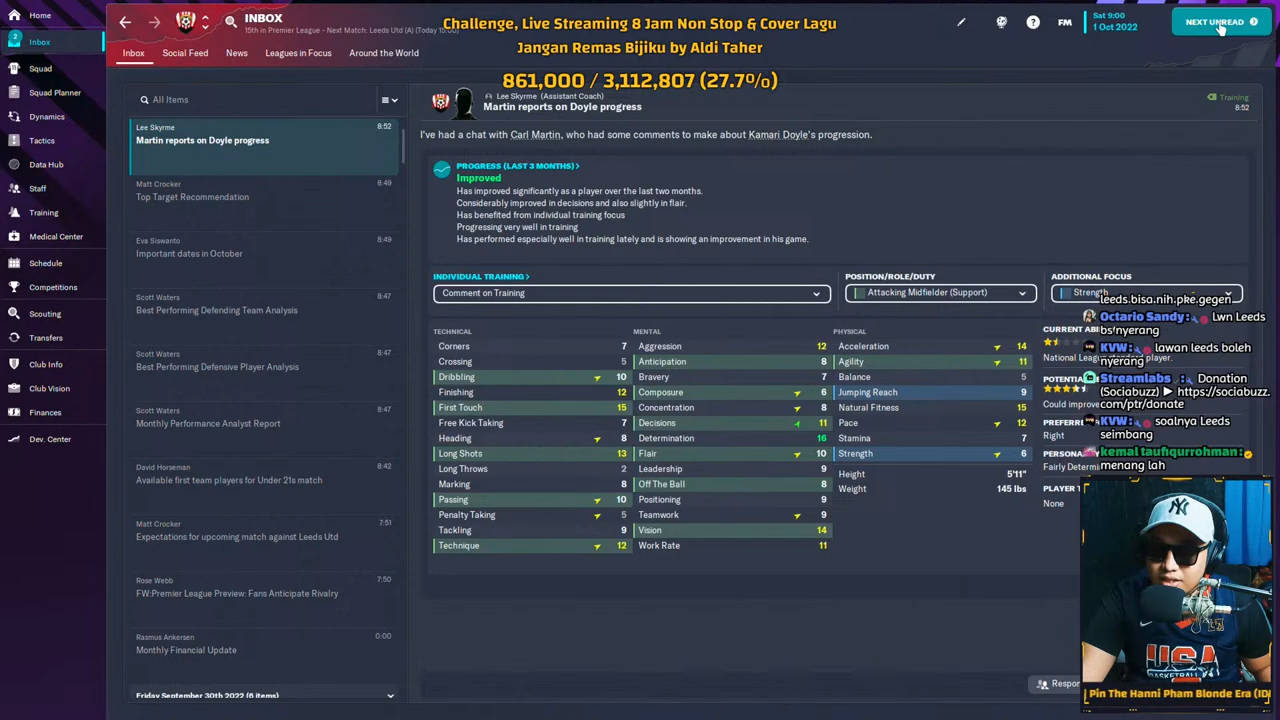 Home
2
Inbox
Squad
Squad Planner
Dynamics
Tactics
Data Hub
Staff
Training
Medical Center
Schedule
Competitions
Scouting
Transfers
Club Info
Club Vision
Finances
Dev. Center
INBOX
15th in Premier League - Next Match: Leeds Utd (A) (Today 15:00)
Challenge, Live Streaming 8 Jam Non Stop & Cover Lagu
Jangan Remas Bijiku by Aldi Taher
861,000 / 3,112,807 (27.7%)
FM
Sat 9:00
1 Oct 2022
NEXT UNREAD
Inbox
Social Feed
News
Leagues in Focus
Around the World
All Items
Lee Skyrme 8:52
Martin reports on Doyle progress
Matt Crocker 8:49
Top Target Recommendation
Eva Siswanto 8:49
Important dates in October
Scott Waters 8:47
Best Performing Defending Team Analysis
Scott Waters 8:47
Best Performing Defensive Player Analysis
Scott Waters 8:47
Monthly Performance Analyst Report
David Horseman 8:42
Available first team players for Under 21s match
Matt Crocker 7:51
Expectations for upcoming match against Leeds Utd
Rose Webb 7:50
FW:Premier League Preview: Fans Anticipate Rivalry
Rasmus Ankersen 0:00
Monthly Financial Update
Friday September 30th 2022 (6 items)
Lee Skyrme (Assistant Coach)
Martin reports on Doyle progress
Training
8:52
I've had a chat with Carl Martin, who had some comments to make about Kamari Doyle's progression.
PROGRESS (LAST 3 MONTHS)
Improved
Has improved significantly as a player over the last two months.
Considerably improved in decisions and also slightly in flair.
Has benefited from individual training focus
Progressing very well in training
Has performed especially well in training lately and is showing an improvement in his game.
INDIVIDUAL TRAINING
Comment on Training
POSITION/ROLE/DUTY
Attacking Midfielder (Support)
ADDITIONAL FOCUS
Strength
TECHNICAL
Corners 7
Crossing 5
Dribbling 10
Finishing 12
First Touch 15
Free Kick Taking 7
Heading 8
Long Shots 13
Long Throws 2
Marking 8
Passing 10
Penalty Taking 5
Tackling 9
Technique 12
MENTAL
Aggression 12
Anticipation 8
Bravery 7
Composure 6
Concentration 8
Decisions 11
Determination 16
Flair 10
Leadership 9
Off The Ball 8
Positioning 9
Teamwork 9
Vision 14
Work Rate 11
PHYSICAL
Acceleration 14
Agility 11
Balance 5
Jumping Reach 9
Natural Fitness 15
Pace 12
Stamina 7
Strength 6
Height 5'11"
Weight 145 lbs
CURRENT
National League
player.
Could improve
Right
Fairly Determin
None
Respon
leeds.bisa.nih.pke.gegen
Octario Sandy: Lwn Leeds
bs nyerang
KVW: lawan leeds boleh
nyerang
Streamlabs: Donation
(Sociabuzz) ► https://sociabuzz.
com/ptr/donate
KVW: soalnya Leeds
seimbang
kemal taufiqurrohman:
menang lah
USA
BASKETBALL
| Pin The Hanni Pham Blonde Era (ID